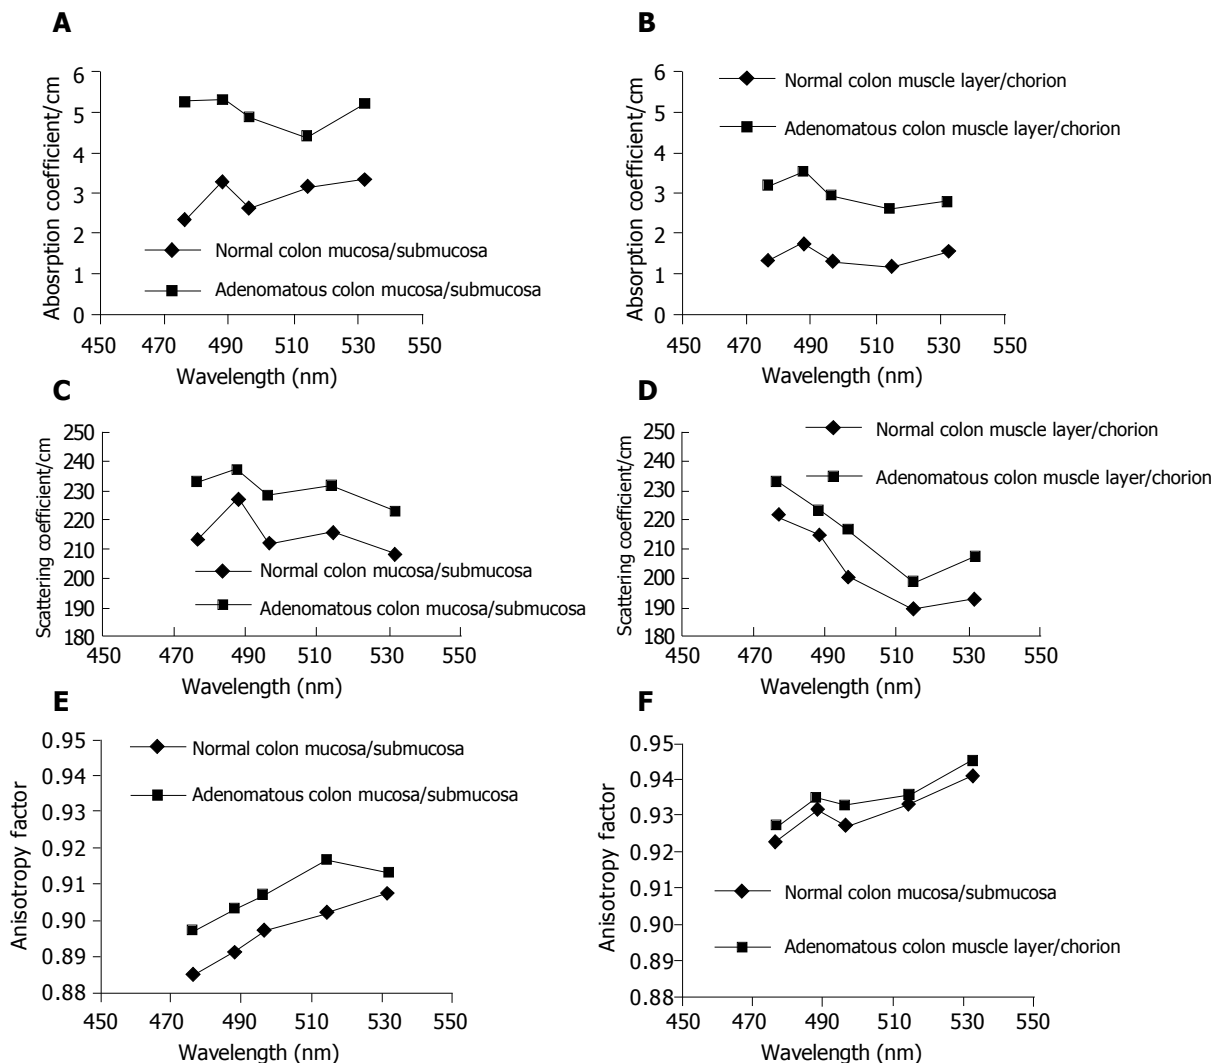 A
Abosrption coefficient/cm
6
5
4
3
2
1
0
Normal colon mucosa/submucosa
Adenomatous colon mucosa/submucosa
450 470 490 510 530 550
Wavelength (nm)
B
Absorption coefficient/cm
6
5
4
3
2
1
0
Normal colon muscle layer/chorion
Adenomatous colon muscle layer/chorion
450 470 490 510 530 550
Wavelength (nm)
C
Scattering coefficient/cm
250
240
230
220
210
200
190
180
Normal colon mucosa/submucosa
Adenomatous colon mucosa/submucosa
450 470 490 510 530 550
Wavelength (nm)
D
Scattering coefficient/cm
250
240
230
220
210
200
190
180
Normal colon muscle layer/chorion
Adenomatous colon muscle layer/chorion
450 470 490 510 530 550
Wavelength (nm)
E
Anisotropy factor
0.95
0.94
0.93
0.92
0.91
0.90
0.89
0.88
Normal colon mucosa/submucosa
Adenomatous colon mucosa/submucosa
450 470 490 510 530 550
Wavelength (nm)
F
Anisotropy factor
0.95
0.94
0.93
0.92
0.91
0.90
0.89
0.88
Normal colon mucosa/submucosa
Adenomatous colon muscle layer/chorion
450 470 490 510 530 550
Wavelength (nm)